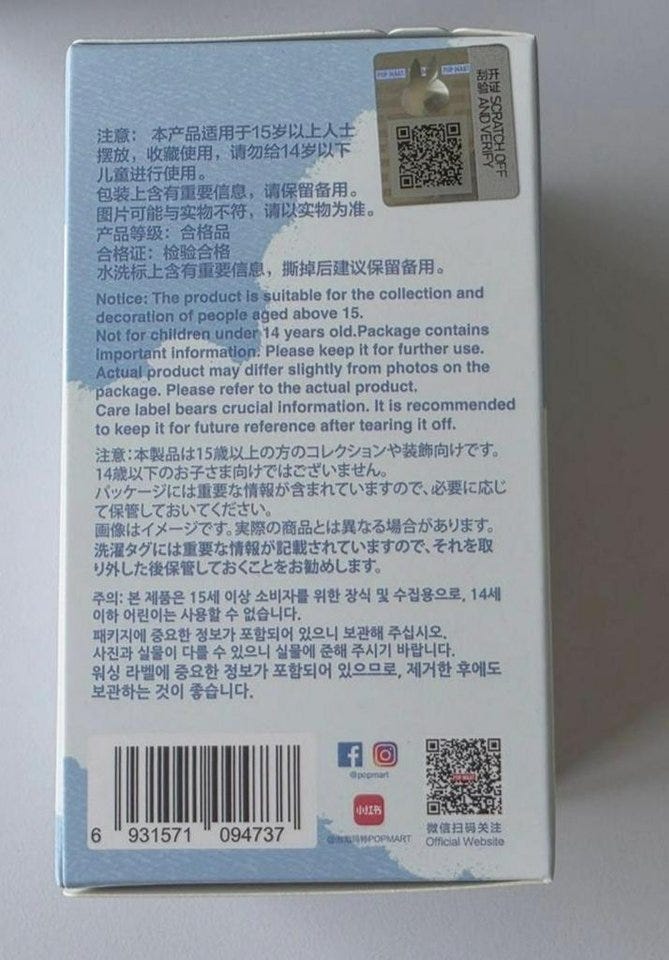 POP MART
POP MART
刮开
验证
SCRATCH OFF
AND VERIFY
注意： 本产品适用于15岁以上人士
摆放，收藏使用，请勿给14岁以下
儿童进行使用。
包装上含有重要信息，请保留备用。
图片可能与实物不符，请以实物为准。
产品等级：合格品
合格证：检验合格
水洗标上含有重要信息，撕掉后建议保留备用。
Notice: The product is suitable for the collection and
decoration of people aged above 15.
Not for children under 14 years old.Package contains
important information. Please keep it for further use.
Actual product may differ slightly from photos on the
package. Please refer to the actual product.
Care label bears crucial information. It is recommended
to keep it for future reference after tearing it off.
注意:本製品は15歳以上の方のコレクションや装飾向けです。
14歳以下のお子さま向けではございません。
パッケージには重要な情報が含まれていますので、必要に応じ
て保管しておいてください。
画像はイメージです。実際の商品とは異なる場合があります。
洗濯タグには重要な情報が記載されていますので、それを取
り外した後保管しておくことをお勧めします。
주의: 본 제품은 15세 이상 소비자를 위한 장식 및 수집용으로, 14세
이하 어린이는 사용할 수 없습니다.
패키지에 중요한 정보가 포함되어 있으니 보관해 주십시오.
사진과 실물이 다를 수 있으니 실물에 준해 주시기 바랍니다.
워싱 라벨에 중요한 정보가 포함되어 있으므로, 제거한 후에도
보관하는 것이 좋습니다.
6 931571 094737
@popmart
小红书
@泡泡玛特POPMART
POP MART
微信扫码关注
Official Website